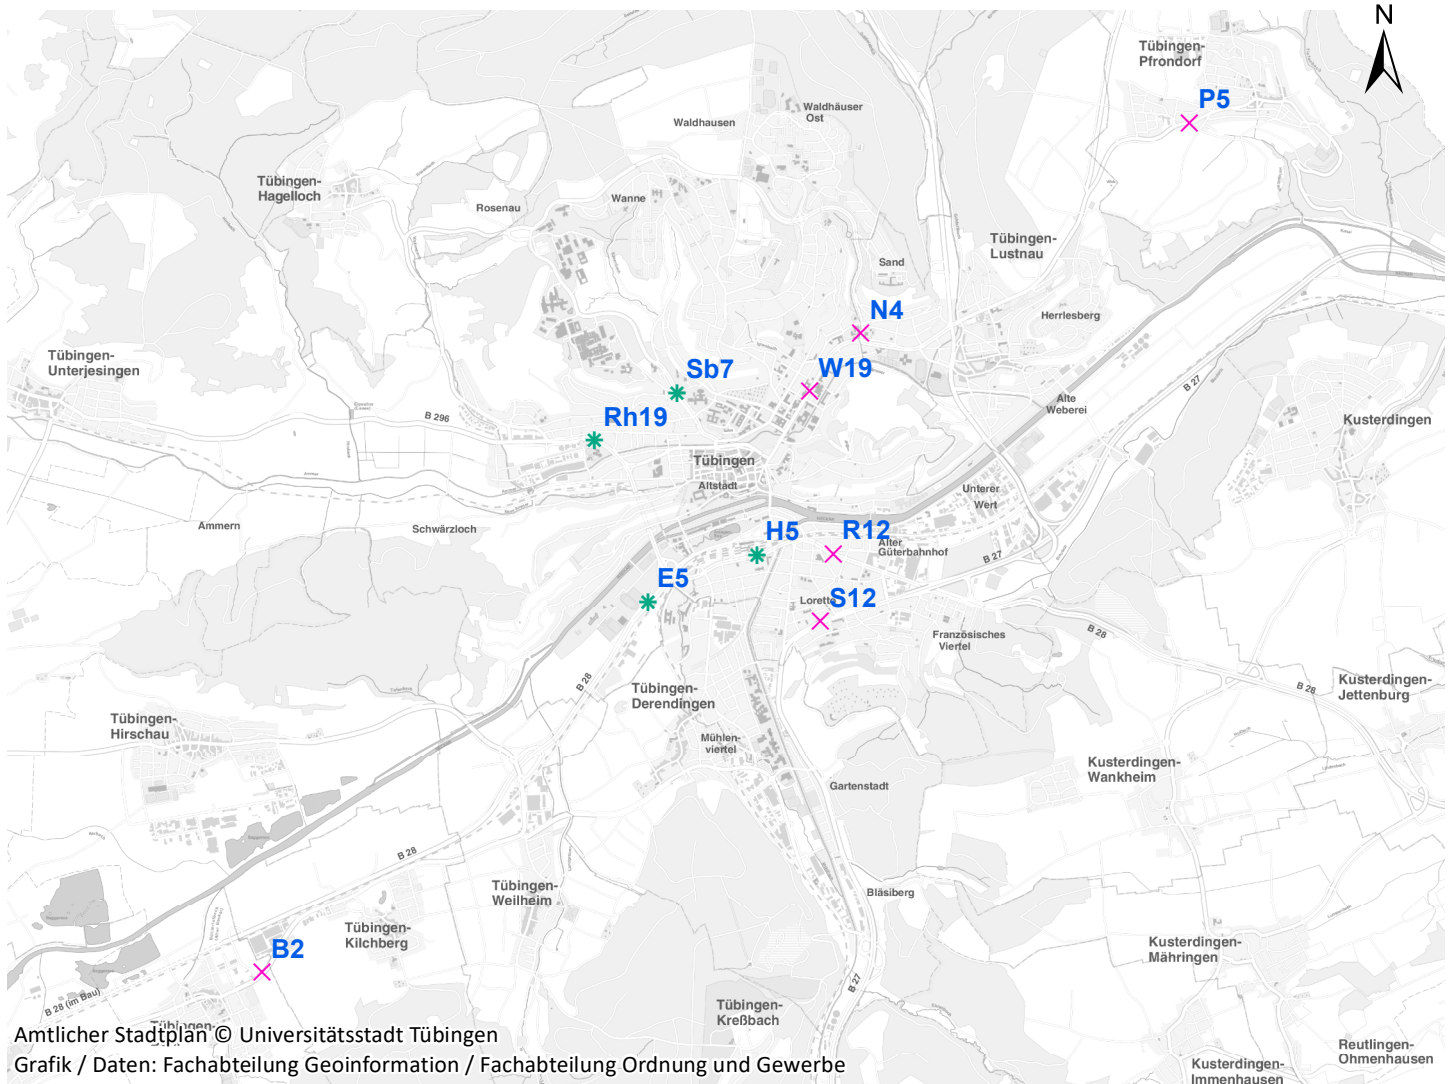 N
Tübingen-
Pfrondorf
P5
Waldhäuser
Ost
Waldhausen
Tübingen-
Hagelloch
Wanne
Rosenau
Tübingen-
Lustnau
Sand
N4
Herrlesberg
Tübingen-
Unterjesingen
Sb7
W19
B 27
Alte
Weberei
Rh19
B 296
Kusterdingen
Tübingen
Altstadt
Unterer
Wert
Ammern
Schwärzloch
H5
R12
Alter
Güterbahnhof
B 27
E5
Lorette
S12
Französisches
Viertel
B 28
B 28
Tübingen-
Derendingen
Kusterdingen-
Jettenburg
B 28
Tübingen-
Hirschau
Mühlen-
viertel
Kusterdingen-
Wankheim
Gartenstadt
B 28
Tübingen-
Weilheim
Bläsiberg
Tübingen-
Kilchberg
Kusterdingen-
Mähringen
B2
B 27
B 28 (im Bau)
Tübingen-
Kreßbach
Tübingen-
Amtlicher Stadtplan © Universitätsstadt Tübingen
Grafik / Daten: Fachabteilung Geoinformation / Fachabteilung Ordnung und Gewerbe
Reutlingen-
Ohmenhausen
Kusterdingen-
Immenhausen